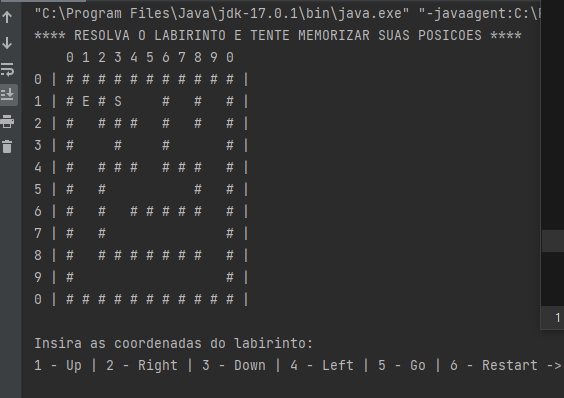 "C:\Program Files\Java\jdk-17.0.1\bin\java.exe" "-javaagent:C:\
**** RESOLVA O LABIRINTO E TENTE MEMORIZAR SUAS POSICOES ****
    0 1 2 3 4 5 6 7 8 9 0
0 | # # # # # # # # # # # |
1 | # E # S     #   #   # |
2 | #   # # #   #   #   # |
3 | #     #     #       # |
4 | #   # # #   # # #   # |
5 | #   #           #   # |
6 | #   #   # # # # #   # |
7 | #   #               # |
8 | #   # # # # # # #   # |
9 | #                   # |
0 | # # # # # # # # # # # |
Insira as coordenadas do labirinto:
1 - Up | 2 - Right | 3 - Down | 4 - Left | 5 - Go | 6 - Restart ->
1